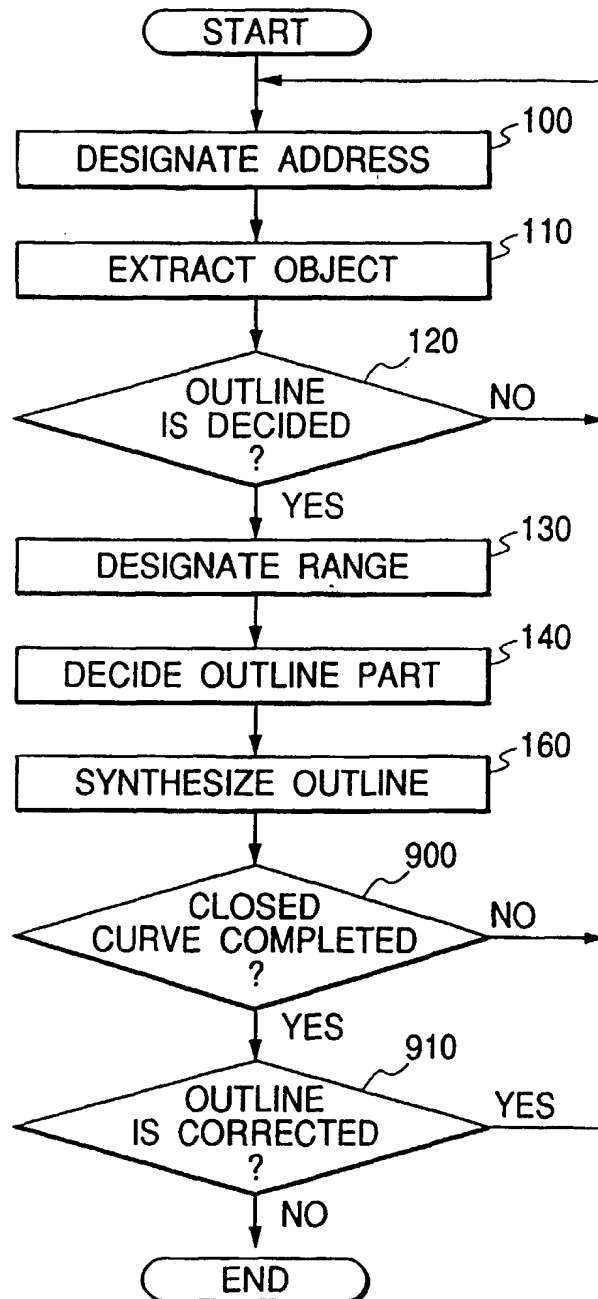 START
DESIGNATE ADDRESS
100
EXTRACT OBJECT
110
120
OUTLINE
IS DECIDED
?
NO
YES
DESIGNATE RANGE
130
DECIDE OUTLINE PART
140
SYNTHESIZE OUTLINE
160
900
CLOSED
CURVE COMPLETED
?
NO
YES
910
OUTLINE
IS CORRECTED
?
YES
NO
END